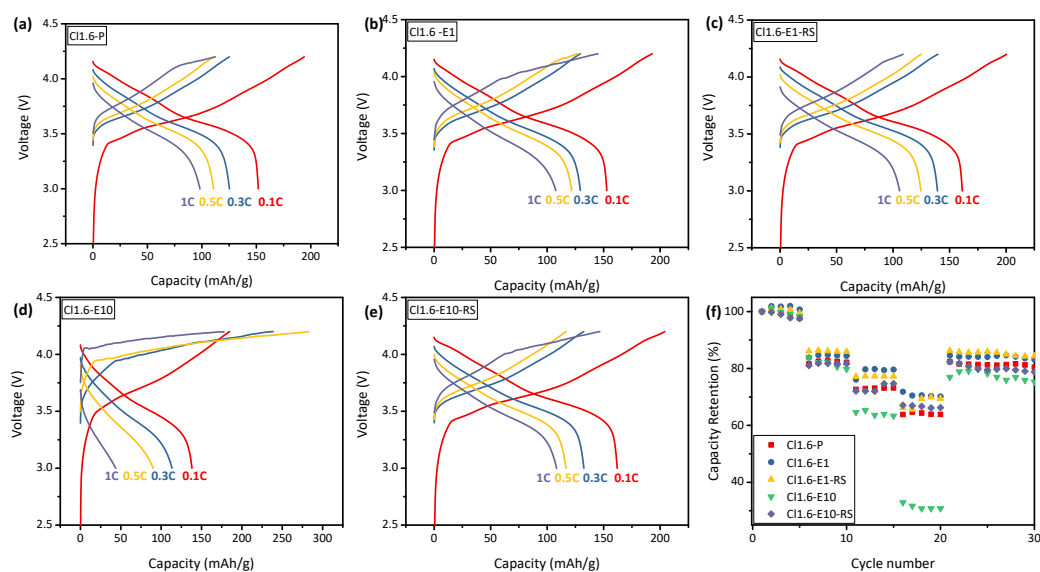 (a)
Cl1.6-P
4.5
4.0
3.5
3.0
2.5
Voltage (V)
1C 0.5C 0.3C 0.1C
0 50 100 150 200
Capacity (mAh/g)
(b)
Cl1.6 -E1
4.5
4.0
3.5
3.0
2.5
Voltage (V)
1C 0.5C 0.3C 0.1C
0 50 100 150 200
Capacity (mAh/g)
(c)
Cl1.6-E1-RS
4.5
4.0
3.5
3.0
2.5
Voltage (V)
1C 0.5C 0.3C 0.1C
0 50 100 150 200
Capacity (mAh/g)
(d)
Cl1.6-E10
4.5
4.0
3.5
3.0
2.5
Voltage (V)
1C 0.5C 0.3C 0.1C
0 50 100 150 200 250 300
Capacity (mAh/g)
(e)
Cl1.6-E10-RS
4.5
4.0
3.5
3.0
2.5
Voltage (V)
1C 0.5C 0.3C 0.1C
0 50 100 150 200
Capacity (mAh/g)
(f)
100
80
60
40
Capacity Retention (%)
Cl1.6-P
Cl1.6-E1
Cl1.6-E1-RS
Cl1.6-E10
Cl1.6-E10-RS
0 10 20 30
Cycle number